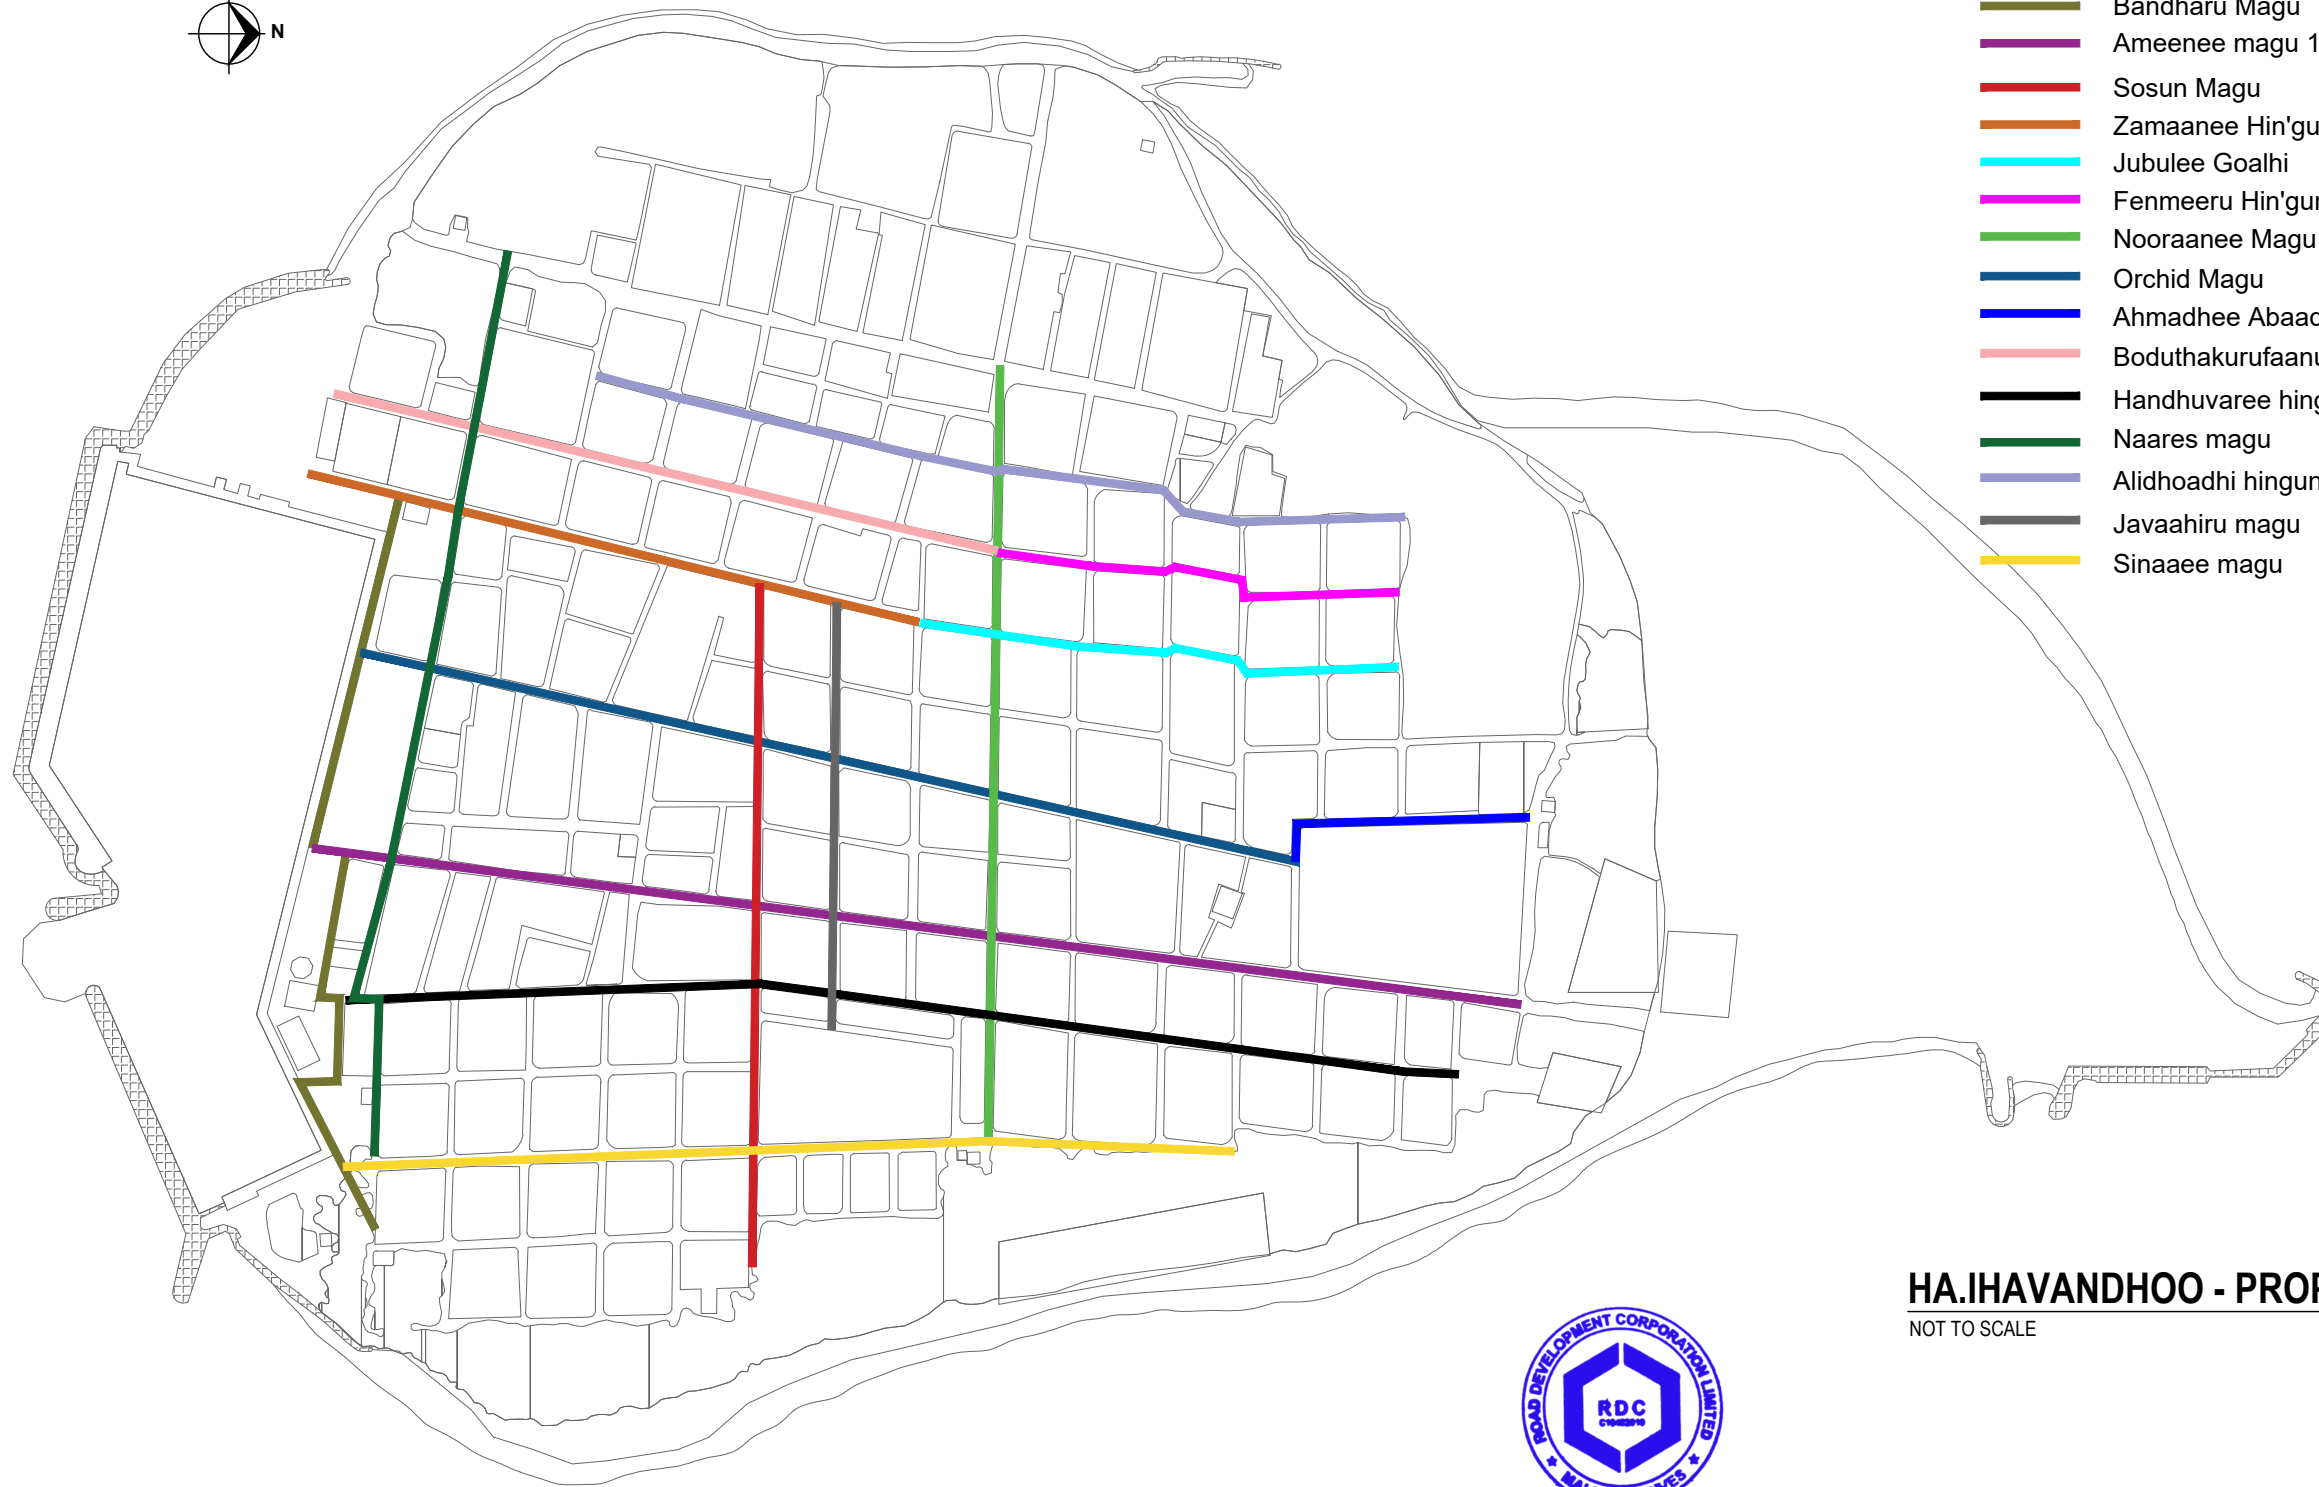 N
Bandharu Magu
Ameenee magu 1
Sosun Magu
Zamaanee Hin'gu
Jubulee Goalhi
Fenmeeru Hin'gu
Nooraanee Magu
Orchid Magu
Ahmadhee Abaa
Boduthakurufaan
Handhuvaree hing
Naares magu
Alidhoadhi hingun
Javaahiru magu
Sinaaee magu
HA.IHAVANDHOO - PROP
NOT TO SCALE
ROAD DEVELOPMENT CORPORATION LIMITED
RDC